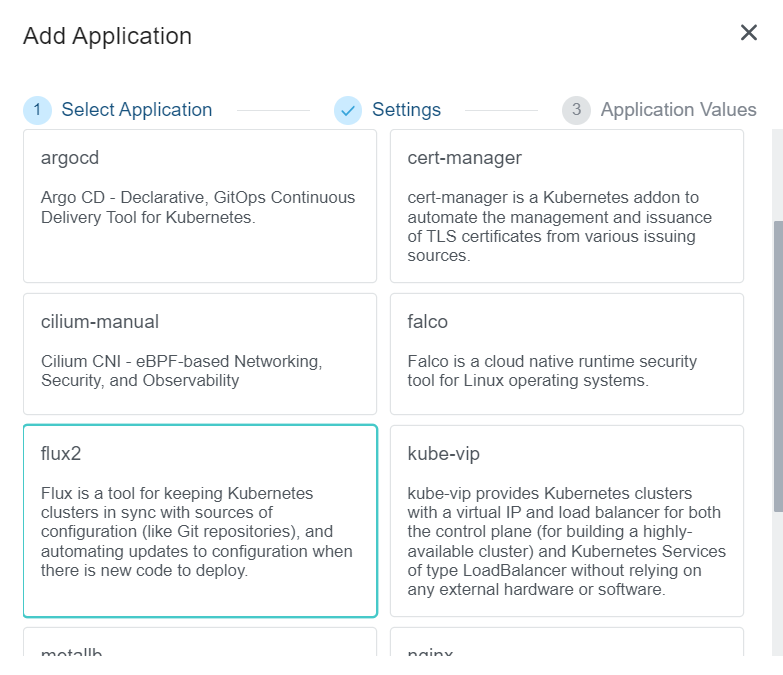 Add Application
1 Select Application
Settings
3 Application Values
argocd
Argo CD - Declarative, GitOps Continuous
Delivery Tool for Kubernetes.
cert-manager
cert-manager is a Kubernetes addon to
automate the management and issuance
of TLS certificates from various issuing
sources.
cilium-manual
Cilium CNI - eBPF-based Networking,
Security, and Observability
falco
Falco is a cloud native runtime security
tool for Linux operating systems.
flux2
Flux is a tool for keeping Kubernetes
clusters in sync with sources of
configuration (like Git repositories), and
automating updates to configuration when
there is new code to deploy.
kube-vip
kube-vip provides Kubernetes clusters
with a virtual IP and load balancer for both
the control plane (for building a highly-
available cluster) and Kubernetes Services
of type LoadBalancer without relying on
any external hardware or software.
metallb
nginx